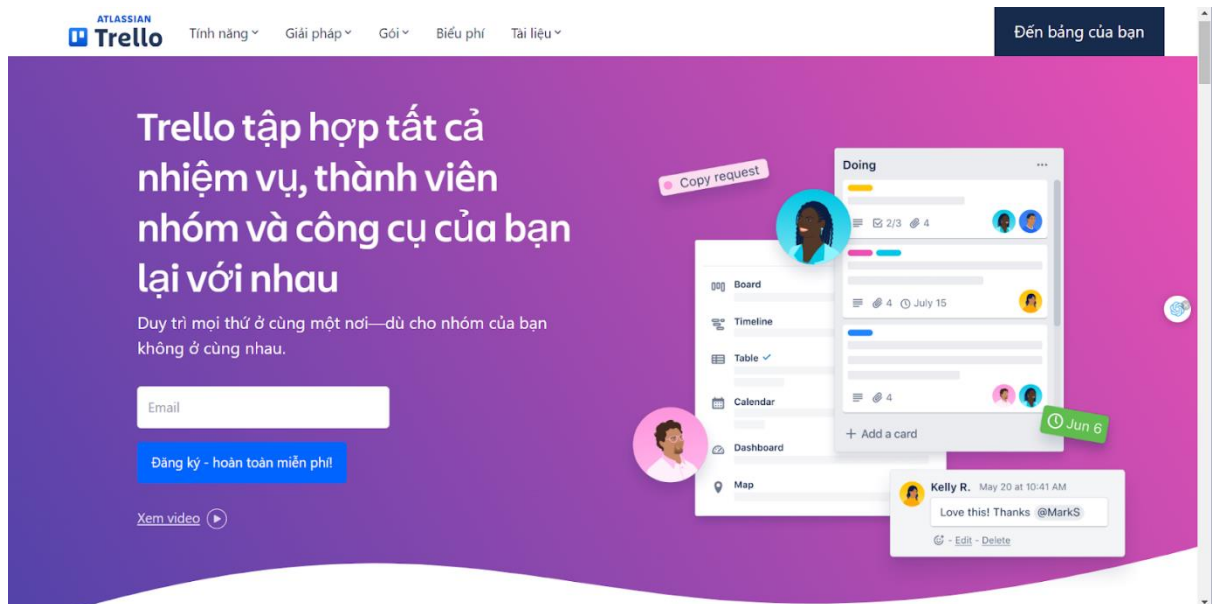 ATLASSIAN
Trello
Tính năng
Giải pháp
Gói
Biểu phí
Tài liệu
Đến bảng của bạn
Trello tập hợp tất cả
nhiệm vụ, thành viên
nhóm và công cụ của bạn
lại với nhau
Duy trì mọi thứ ở cùng một nơi—dù cho nhóm của bạn
không ở cùng nhau.
Email
Đăng ký - hoàn toàn miễn phí!
Xem video
Copy request
Board
Timeline
Table
Calendar
Dashboard
Map
Doing
2/3 4
4 July 15
4
+ Add a card
Jun 6
Kelly R. May 20 at 10:41 AM
Love this! Thanks @MarkS
- Edit - Delete